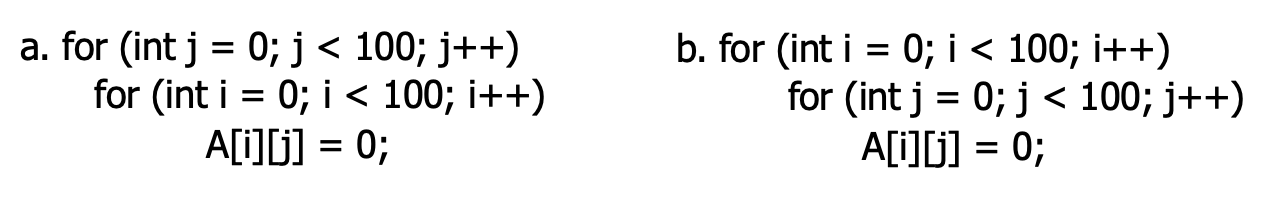 a. for (int j = 0; j < 100; j++)
for (int i = 0; i < 100; i++)
A[i][j] = 0;
b. for (int i = 0; i < 100; i++)
for (int j = 0; j < 100; j++)
A[i][j] = 0;